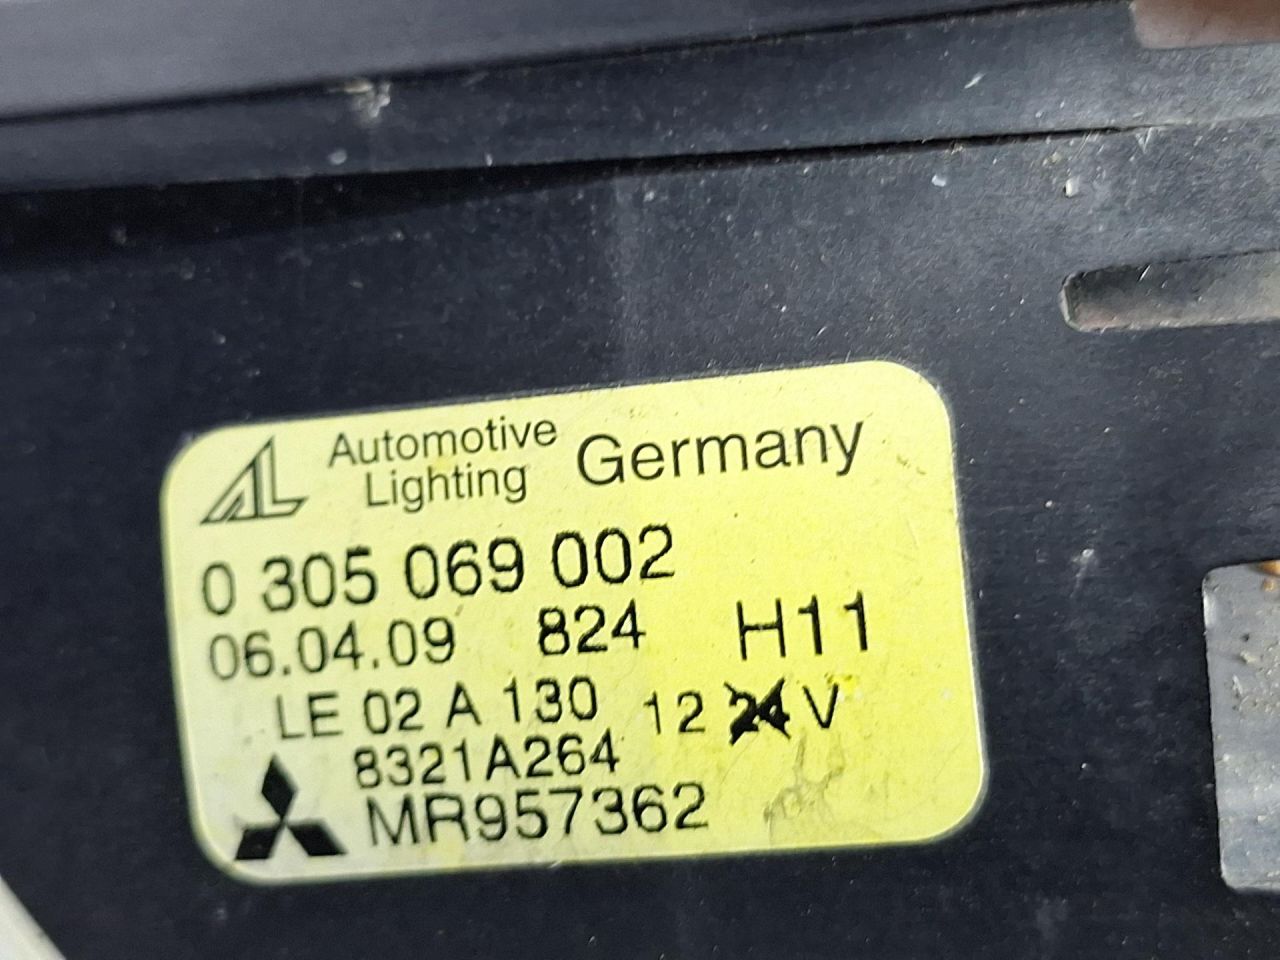 AL Automotive Lighting Germany
0 305 069 002
06.04.09 824 H11
LE 02 A 130 12 24 V
8321A264
MR957362